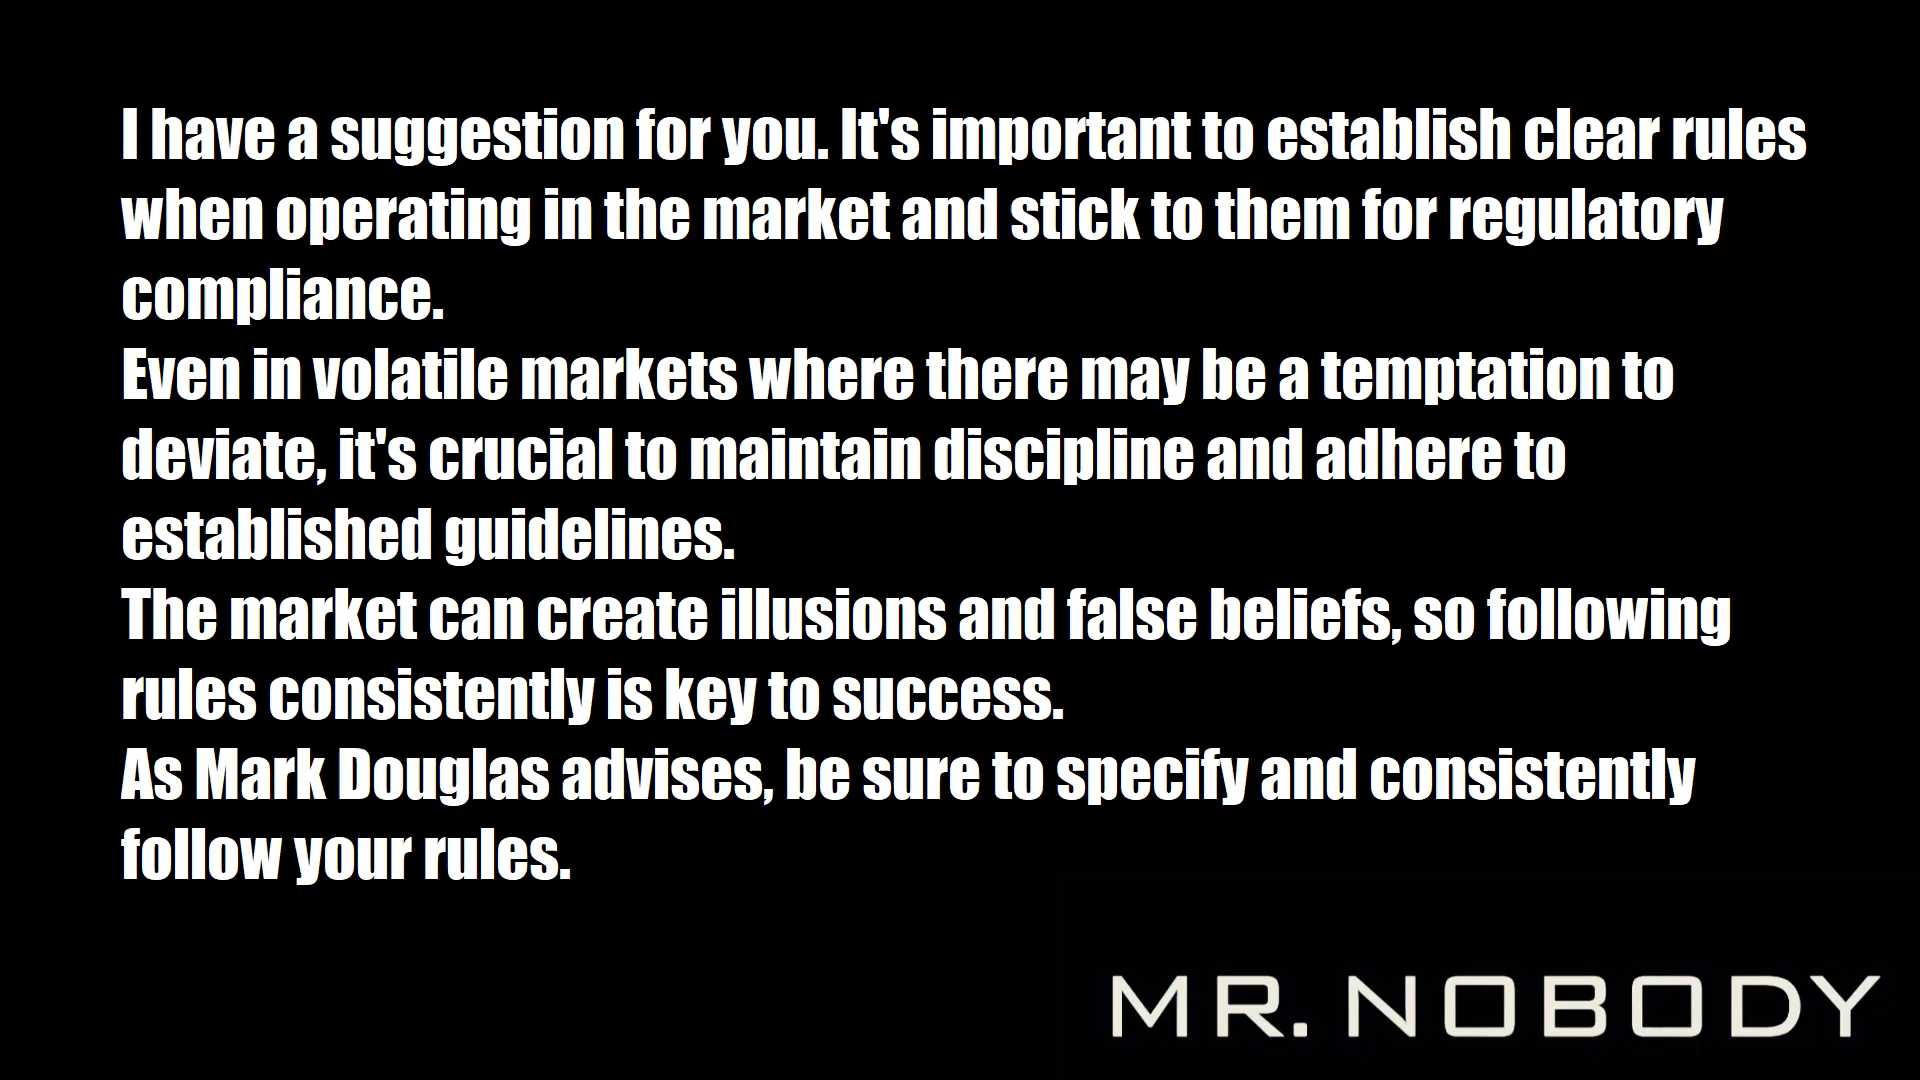 I have a suggestion for you. It's important to establish clear rules
when operating in the market and stick to them for regulatory
compliance.
Even in volatile markets where there may be a temptation to
deviate, it's crucial to maintain discipline and adhere to
established guidelines.
The market can create illusions and false beliefs, so following
rules consistently is key to success.
As Mark Douglas advises, be sure to specify and consistently
follow your rules.
MR. NOBODY